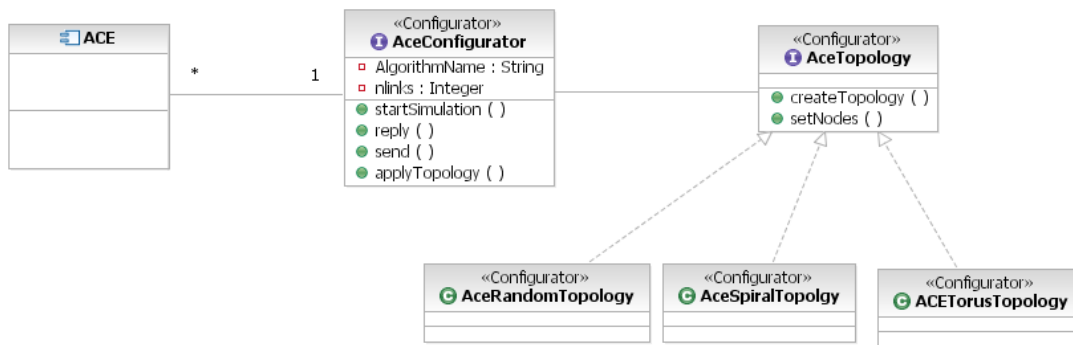 ACE
*
1
«Configurator»
AceConfigurator
AlgorithmName : String
nlinks : Integer
startSimulation ( )
reply ( )
send ( )
applyTopology ( )
«Configurator»
AceTopology
createTopology ( )
setNodes ( )
«Configurator»
AceRandomTopology
«Configurator»
AceSpiralTopolgy
«Configurator»
ACETorusTopology